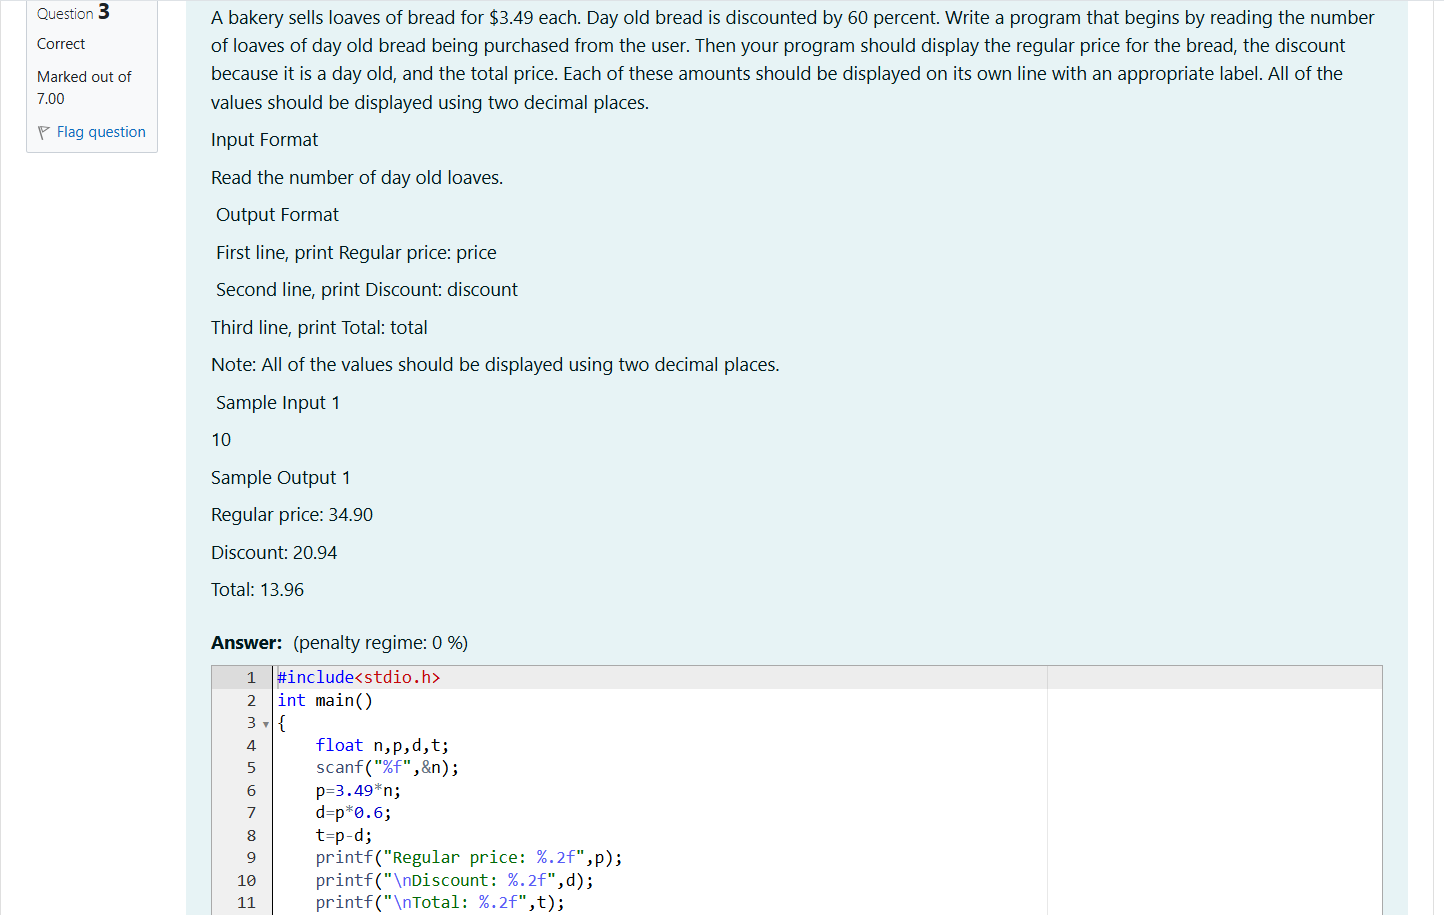 Question 3
Correct
Marked out of
7.00
Flag question
A bakery sells loaves of bread for $3.49 each. Day old bread is discounted by 60 percent. Write a program that begins by reading the number
of loaves of day old bread being purchased from the user. Then your program should display the regular price for the bread, the discount
because it is a day old, and the total price. Each of these amounts should be displayed on its own line with an appropriate label. All of the
values should be displayed using two decimal places.
Input Format
Read the number of day old loaves.
Output Format
First line, print Regular price: price
Second line, print Discount: discount
Third line, print Total: total
Note: All of the values should be displayed using two decimal places.
Sample Input 1
10
Sample Output 1
Regular price: 34.90
Discount: 20.94
Total: 13.96
Answer: (penalty regime: 0 %)
1 #include<stdio.h>
2 int main()
3 {
4 float n,p,d,t;
5 scanf("%f",&n);
6 p=3.49*n;
7 d=p*0.6;
8 t=p-d;
9 printf("Regular price: %.2f",p);
10 printf("\nDiscount: %.2f",d);
11 printf("\nTotal: %.2f",t);